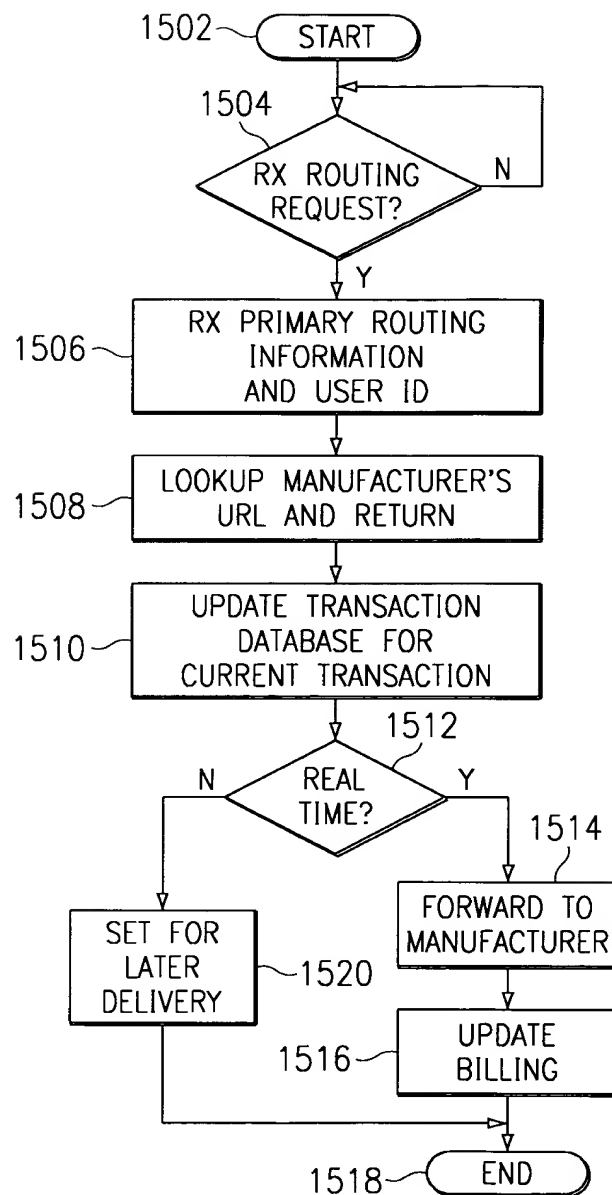 1502
START
1504
RX ROUTING
REQUEST?
N
Y
1506
RX PRIMARY ROUTING
INFORMATION
AND USER ID
1508
LOOKUP MANUFACTURER'S
URL AND RETURN
1510
UPDATE TRANSACTION
DATABASE FOR
CURRENT TRANSACTION
1512
REAL
TIME?
N
Y
1514
FORWARD TO
MANUFACTURER
SET FOR
LATER
DELIVERY
1520
1516
UPDATE
BILLING
1518
END